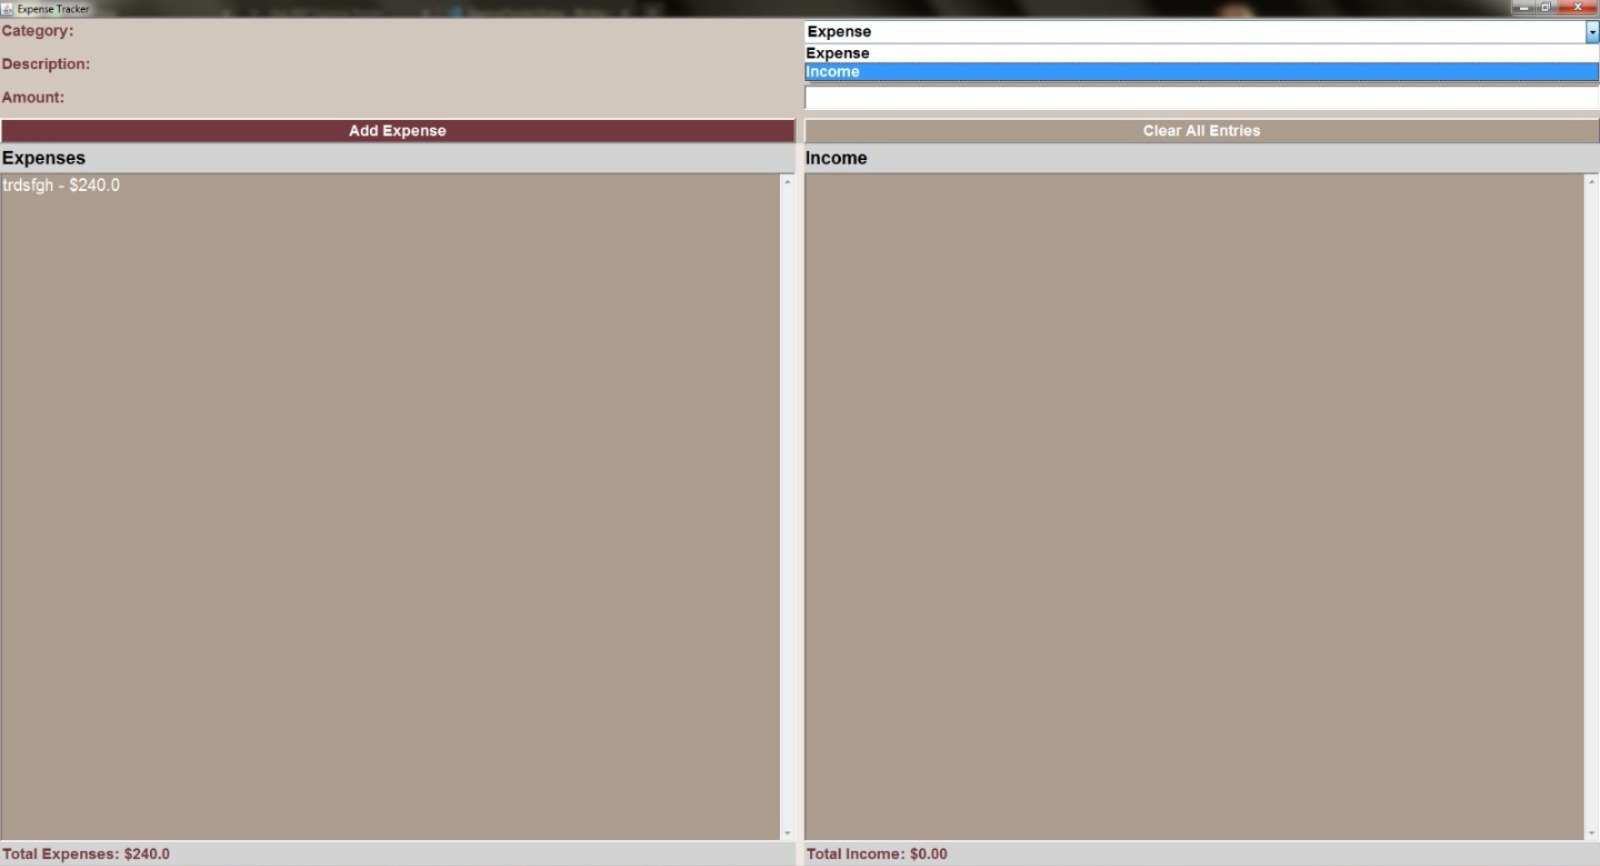 Expense Tracker
Category:
Expense
Expense
Description:
Income
Amount:
Add Expense
Clear All Entries
Expenses
Income
trdsfgh - $240.0
Total Expenses: $240.0
Total Income: $0.00